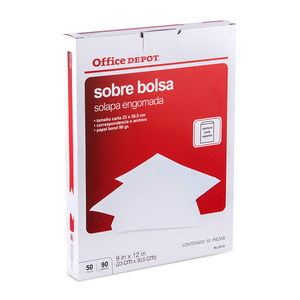 Office DEPOT
sobre bolsa
solapa engomada
• tamaño carta 23 x 30,5 cm
• correspondencia o archivo
• papel bond 90 gr.
50
90
9 in x 12 in
(23 cm x 30,5 cm)
CONTENIDO 50 PIEZAS